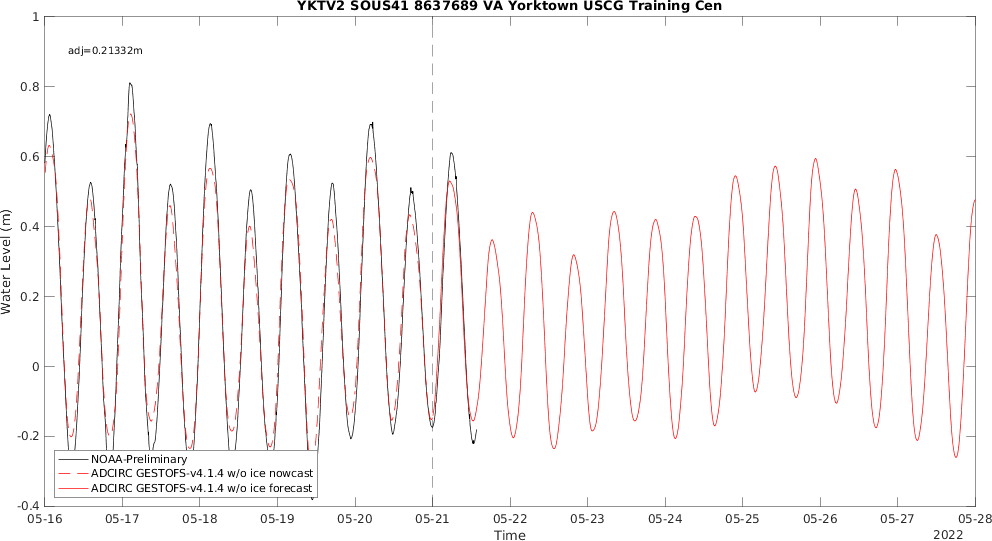 YKTV2 SOUS41 8637689 VA Yorktown USCG Training Cen
adj=0.21332m
1
0.8
0.6
0.4
0.2
0
-0.2
-0.4
Water Level (m)
NOAA-Preliminary
ADCIRC GESTOFS-v4.1.4 w/o ice nowcast
ADCIRC GESTOFS-v4.1.4 w/o ice forecast
05-16 05-17 05-18 05-19 05-20 05-21 05-22 05-23 05-24 05-25 05-26 05-27 05-28
Time
2022